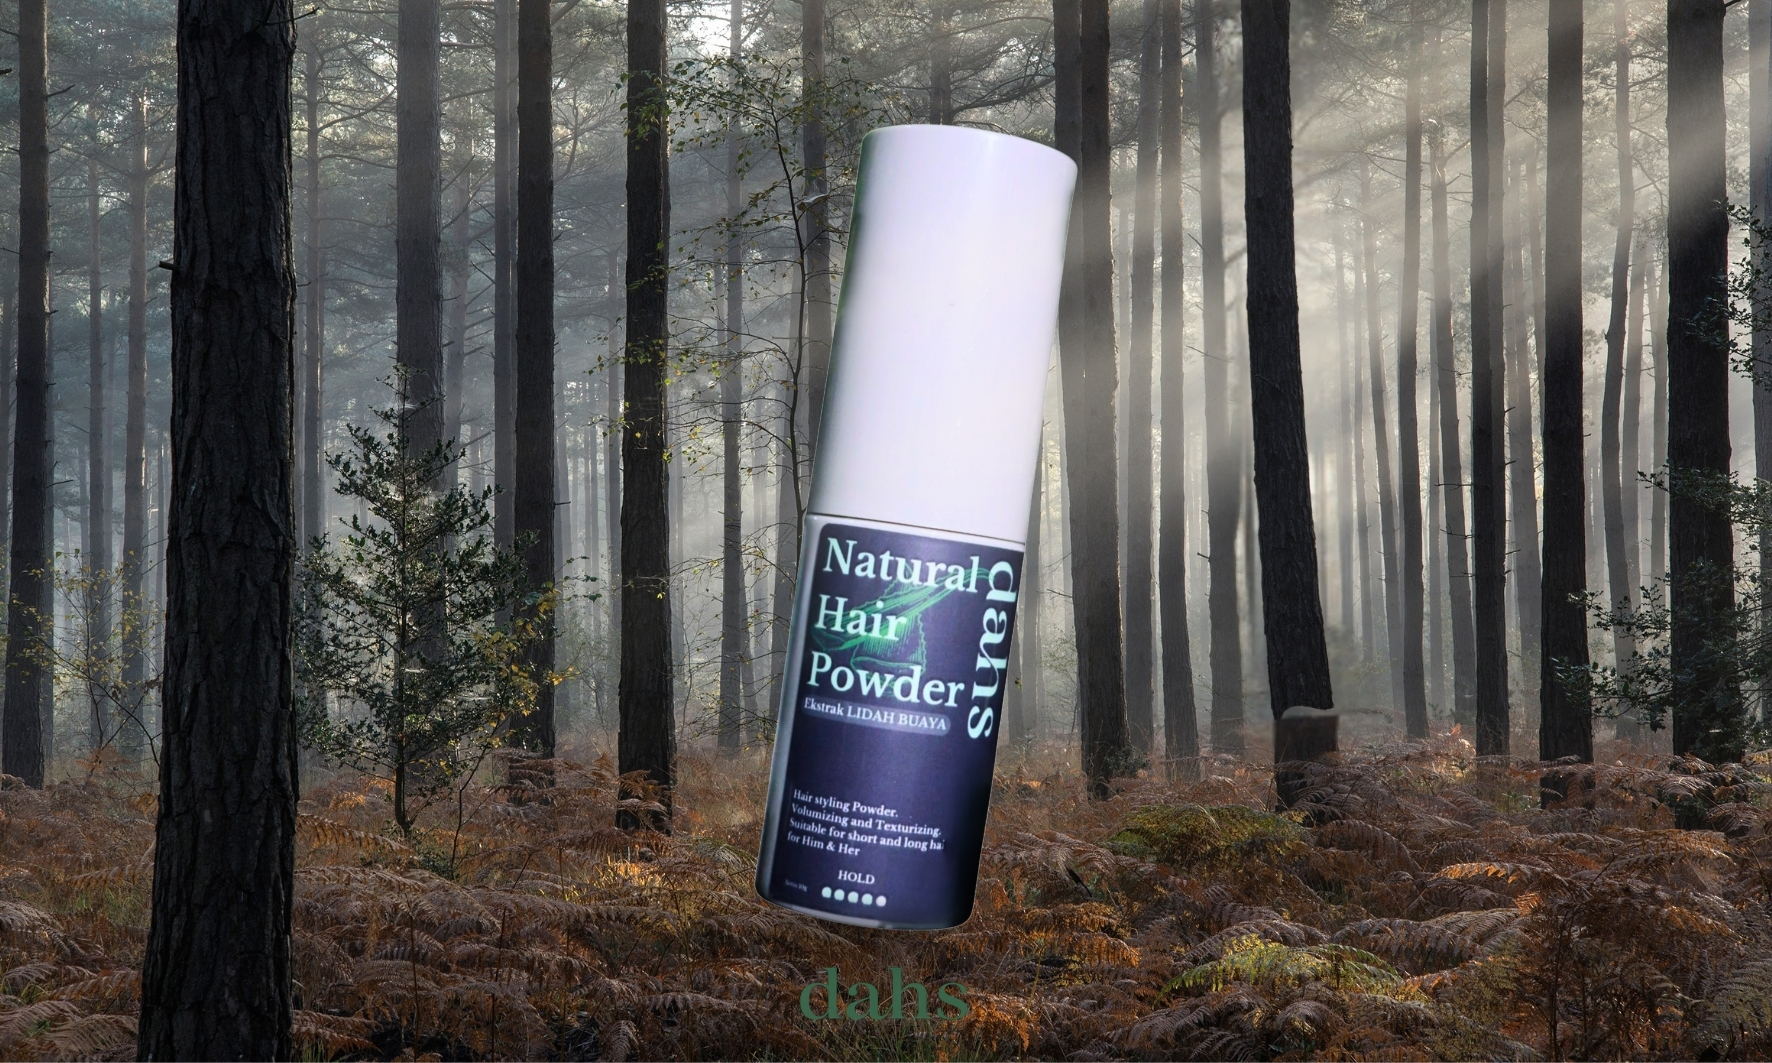 Natural
Hair
Powder
dahs
Ekstrak LIDAH BUAYA
Hair styling Powder.
Volumizing and Texturizing.
Suitable for short and long hai
for Him & Her
HOLD
dahs